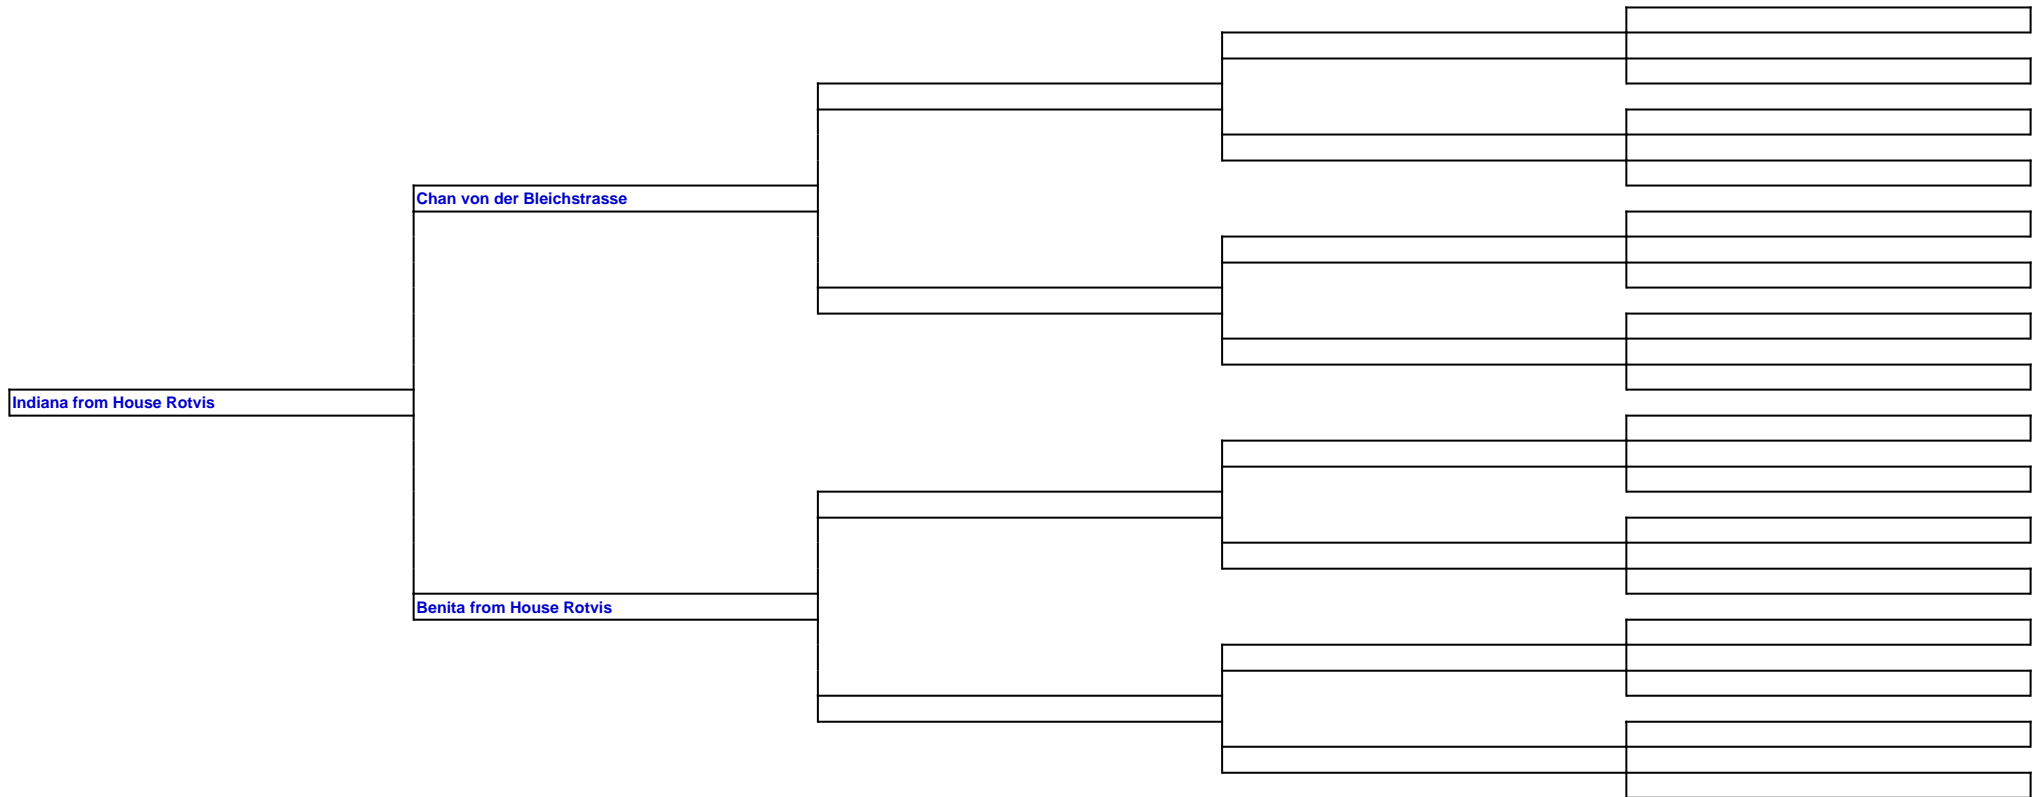 Chan von der Bleichstrasse
Indiana from House Rotvis
Benita from House Rotvis